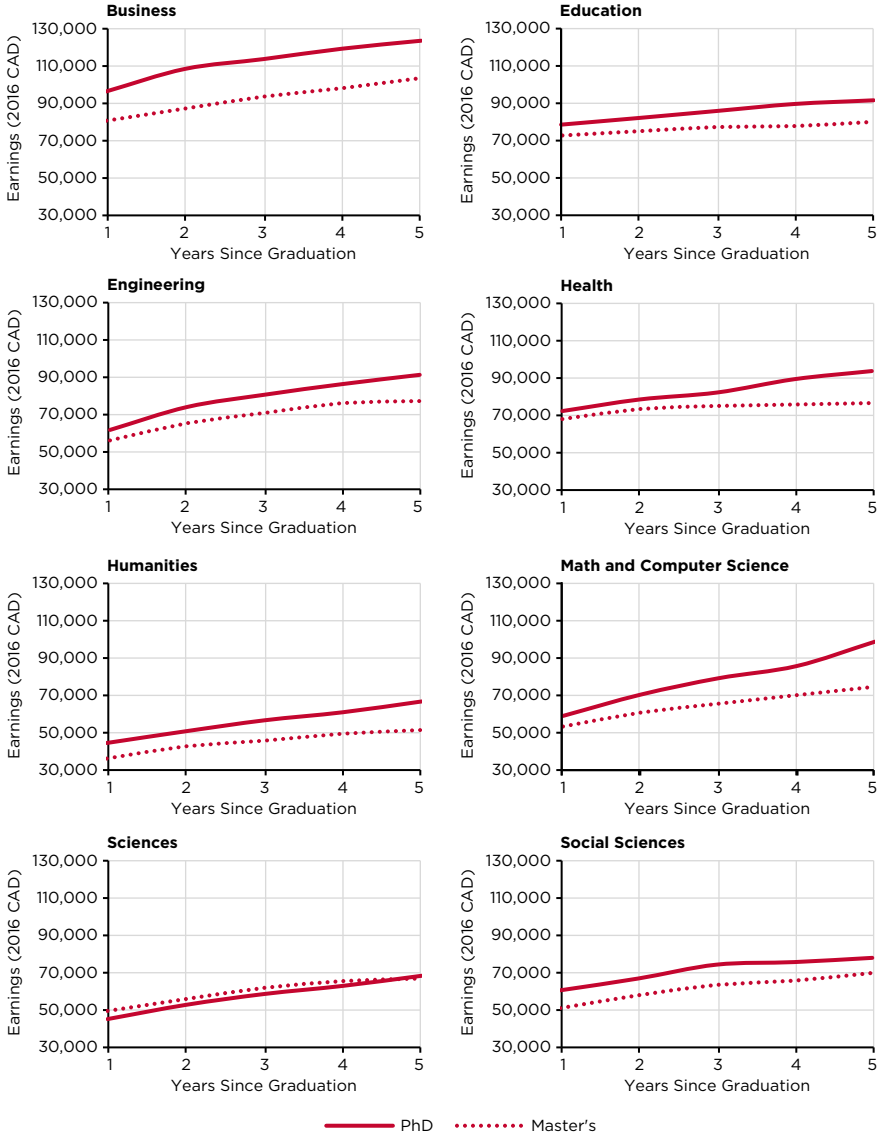 Business
Earnings (2016 CAD)
130,000
110,000
90,000
70,000
50,000
30,000
1 2 3 4 5
Years Since Graduation
Education
Earnings (2016 CAD)
130,000
110,000
90,000
70,000
50,000
30,000
1 2 3 4 5
Years Since Graduation
Engineering
Earnings (2016 CAD)
130,000
110,000
90,000
70,000
50,000
30,000
1 2 3 4 5
Years Since Graduation
Health
Earnings (2016 CAD)
130,000
110,000
90,000
70,000
50,000
30,000
1 2 3 4 5
Years Since Graduation
Humanities
Earnings (2016 CAD)
130,000
110,000
90,000
70,000
50,000
30,000
1 2 3 4 5
Years Since Graduation
Math and Computer Science
Earnings (2016 CAD)
130,000
110,000
90,000
70,000
50,000
30,000
1 2 3 4 5
Years Since Graduation
Sciences
Earnings (2016 CAD)
130,000
110,000
90,000
70,000
50,000
30,000
1 2 3 4 5
Years Since Graduation
Social Sciences
Earnings (2016 CAD)
130,000
110,000
90,000
70,000
50,000
30,000
1 2 3 4 5
Years Since Graduation
PhD Master's